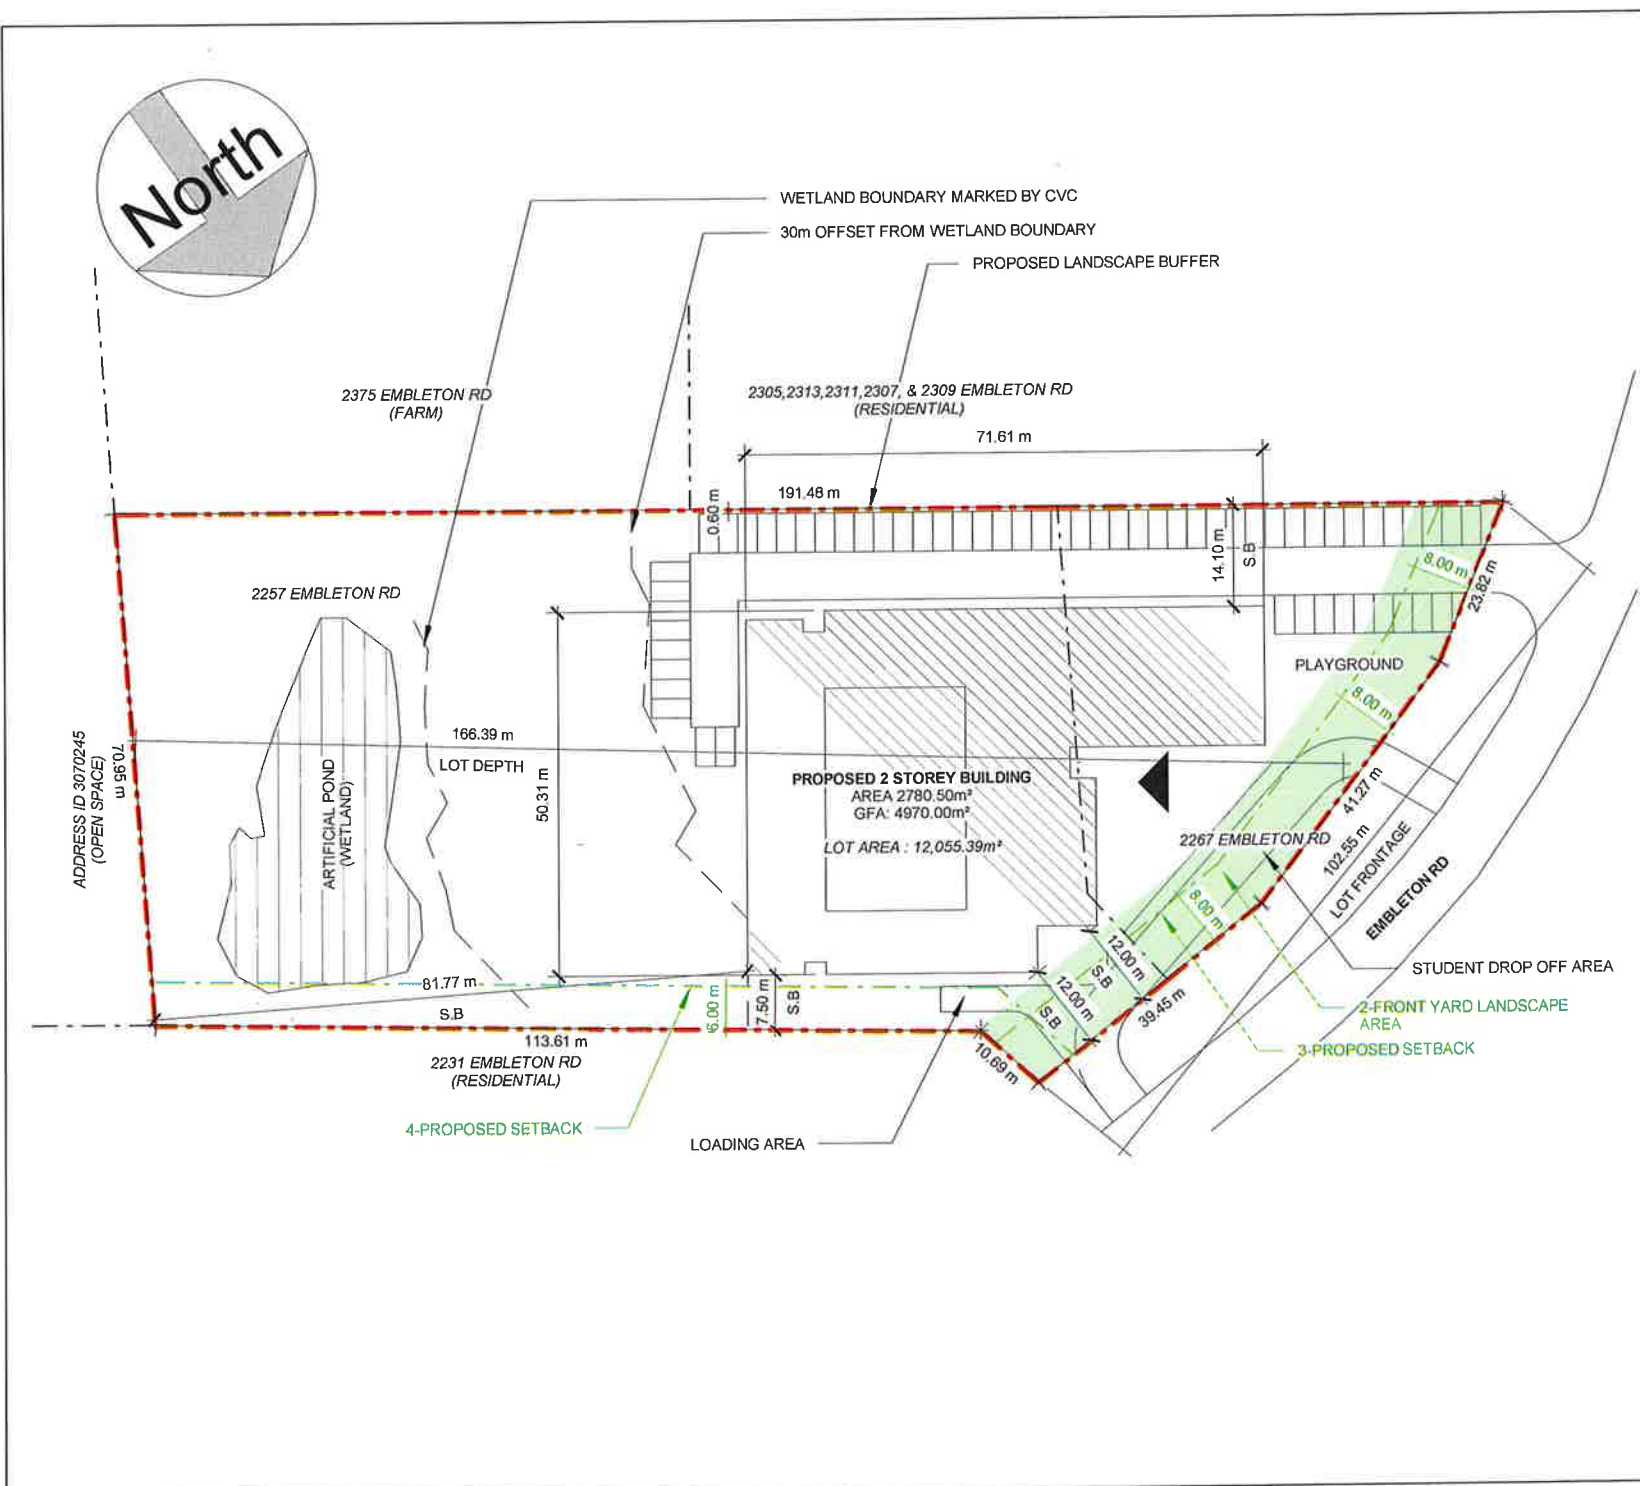 North
WETLAND BOUNDARY MARKED BY CVC
30m OFFSET FROM WETLAND BOUNDARY
PROPOSED LANDSCAPE BUFFER
2375 EMBLETON RD
(FARM)
2305,2313,2311,2307, & 2309 EMBLETON RD
(RESIDENTIAL)
71.61 m
191.48 m
0.60 m
14.10 m
S.B
8.00 m
23.82 m
2257 EMBLETON RD
PLAYGROUND
8.00 m
ADDRESS ID 3070245
(OPEN SPACE)
70.95 m
166.39 m
LOT DEPTH
ARTIFICIAL POND
(WETLAND)
50.31 m
PROPOSED 2 STOREY BUILDING
AREA 2780.50m²
GFA: 4970.00m²
LOT AREA : 12,055.39m²
2267 EMBLETON RD
41.27 m
102.55 m
LOT FRONTAGE
EMBLETON RD
8.00 m
12.00 m
S.B
12.00 m
S.B
39.45 m
STUDENT DROP OFF AREA
2-FRONT YARD LANDSCAPE
AREA
3-PROPOSED SETBACK
81.77 m
S.B
6.00 m
7.50 m
S.B
113.61 m
2231 EMBLETON RD
(RESIDENTIAL)
10.69 m
4-PROPOSED SETBACK
LOADING AREA